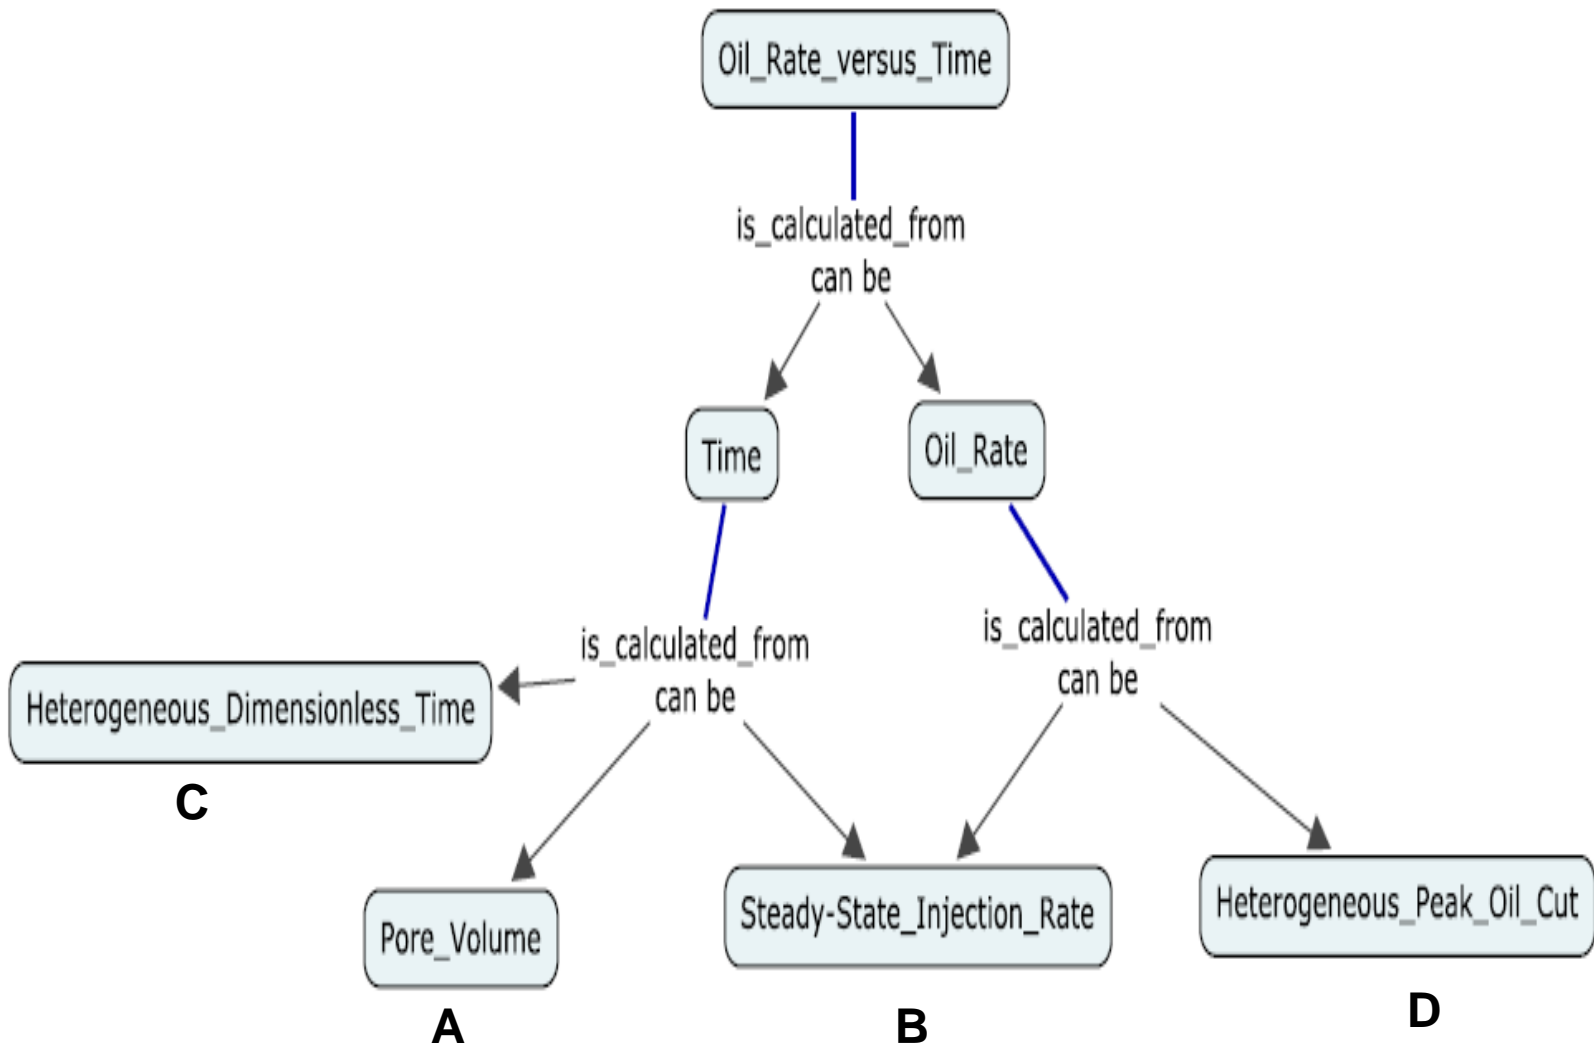 Oil_Rate_versus_Time
is_calculated_from
can be
Time
Oil_Rate
is_calculated_from
can be
is_calculated_from
can be
Heterogeneous_Dimensionless_Time
C
Pore_Volume
A
Steady-State_Injection_Rate
B
Heterogeneous_Peak_Oil_Cut
D